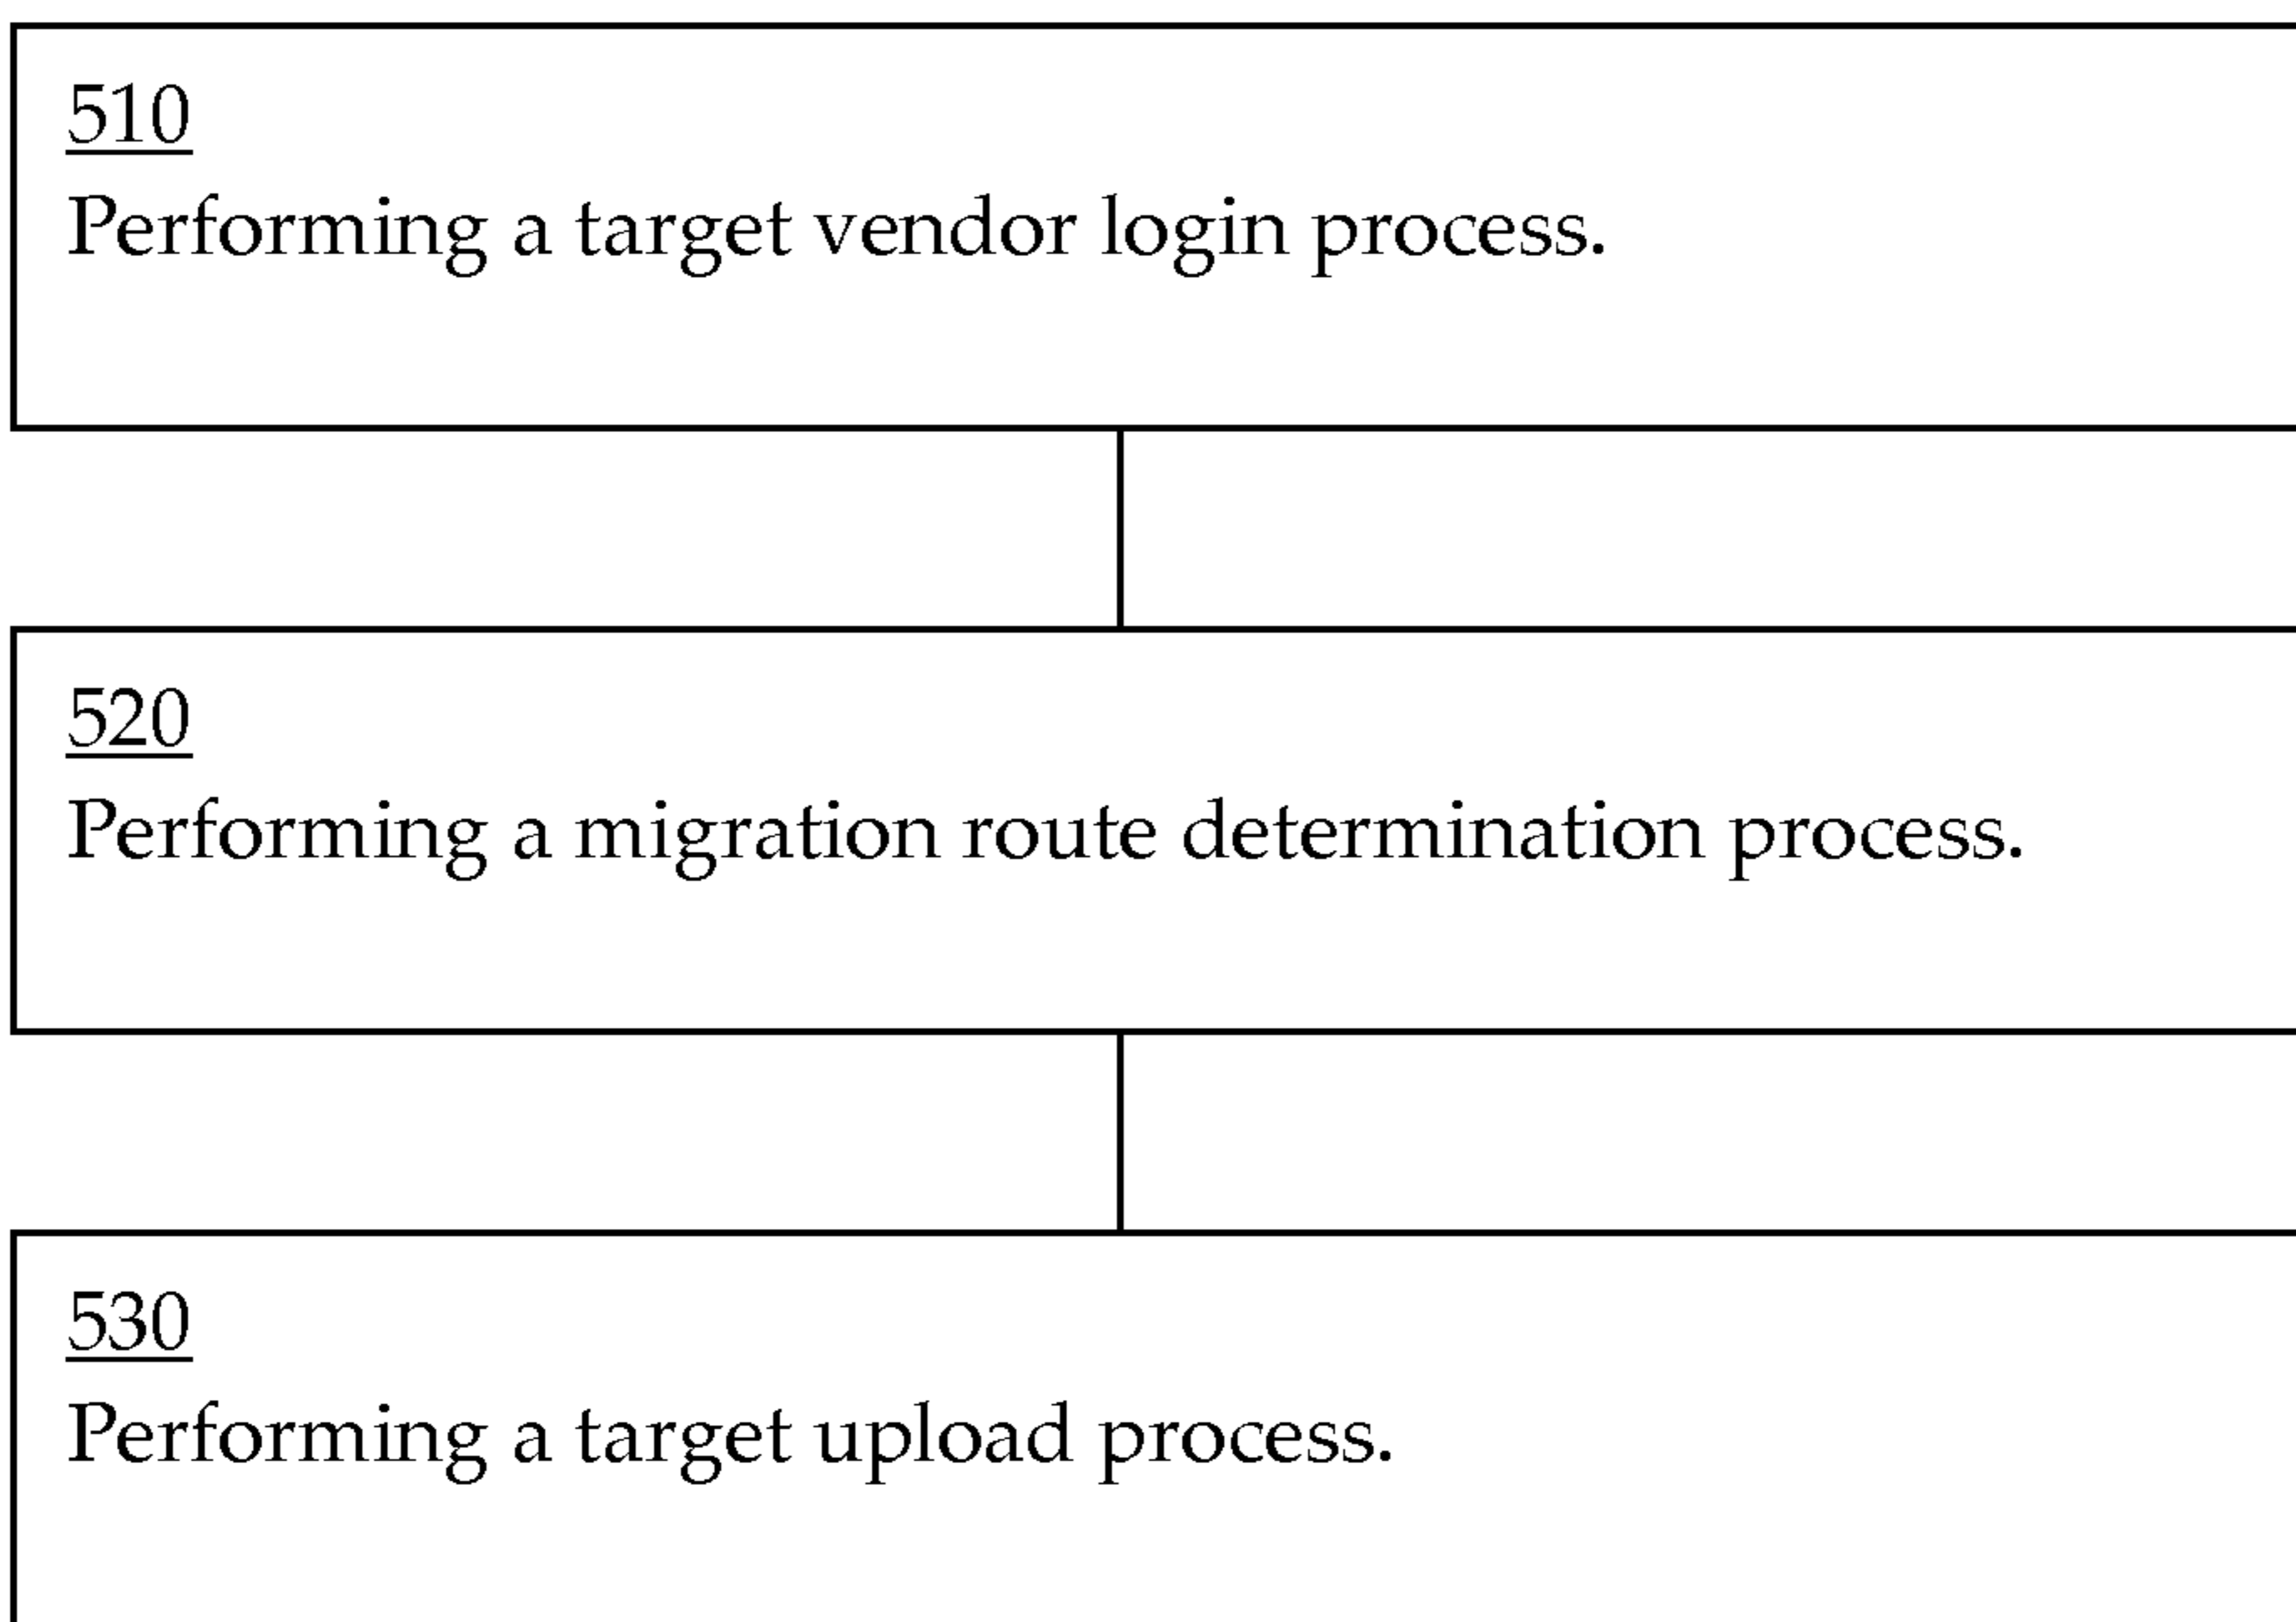 510
Performing a target vendor login process.
520
Performing a migration route determination process.
530
Performing a target upload process.